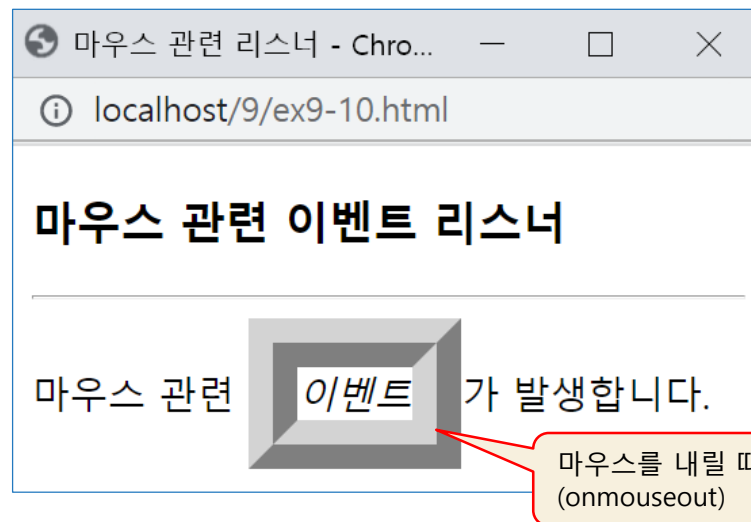 마우스 관련 리스너 - Chro...
localhost/9/ex9-10.html
마우스 관련 이벤트 리스너
마우스 관련 이벤트 가 발생합니다.
마우스를 내릴
(onmouseout)